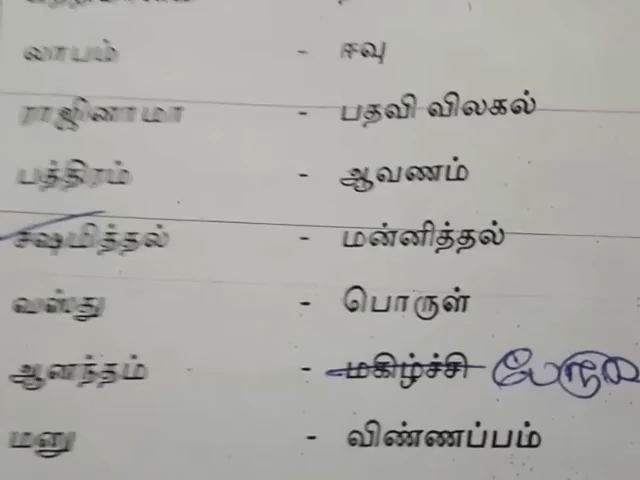 லாபம் - ஈவு
ராஜினாமா - பதவி விலகல்
பத்திரம் - ஆவணம்
க்ஷமித்தல் - மன்னித்தல்
வஸ்து - பொருள்
ஆனந்தம் - மகிழ்ச்சி
மனு - விண்ணப்பம்